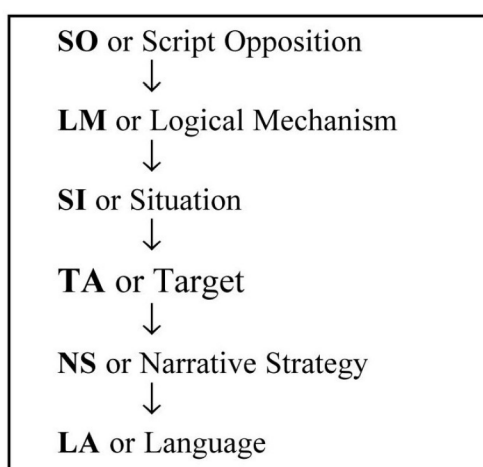 SO or Script Opposition
↓
LM or Logical Mechanism
↓
SI or Situation
↓
TA or Target
↓
NS or Narrative Strategy
↓
LA or Language